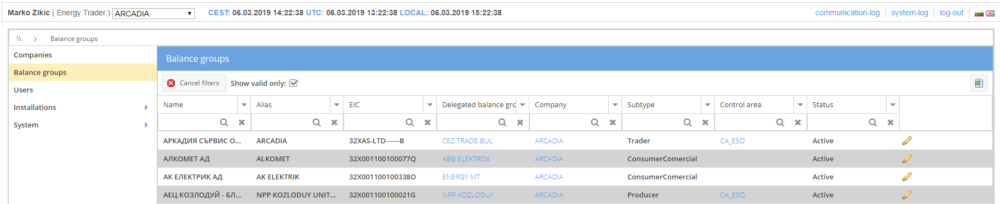 Marko Zikic ( Energy Trader ) ARCADIA CEST: 06.03.2019 14:22:38 UTC: 06.03.2019 13:22:38 LOCAL: 06.03.2019 15:22:38 communication-log system-log log-out
\\ > Balance groups
Companies
Balance groups
Users
Installations
System
Balance groups
Cancel filters Show valid only:
Name Alias EIC Delegated balance gro Company Subtype Control area Status
АРКАДИЯ СЪРВИС О... ARCADIA 32XAS-LTD------B CEZ TRADE BUL ARCADIA Trader CA_ESO Active
АЛКОМЕТ АД ALKOMET 32X001100100077Q ABB ELEKTROs ARCADIA ConsumerComercial Active
АК ЕЛЕКТРИК АД AK ELEKTRIK 32X001100100338O ENERGY MT ARCADIA ConsumerComercial Active
АЕЦ КОЗЛОДУЙ - БЛ... NPP KOZLODUY UNIT... 32X001100100021G NPP KOZLODUY ARCADIA Producer CA_ESO Active